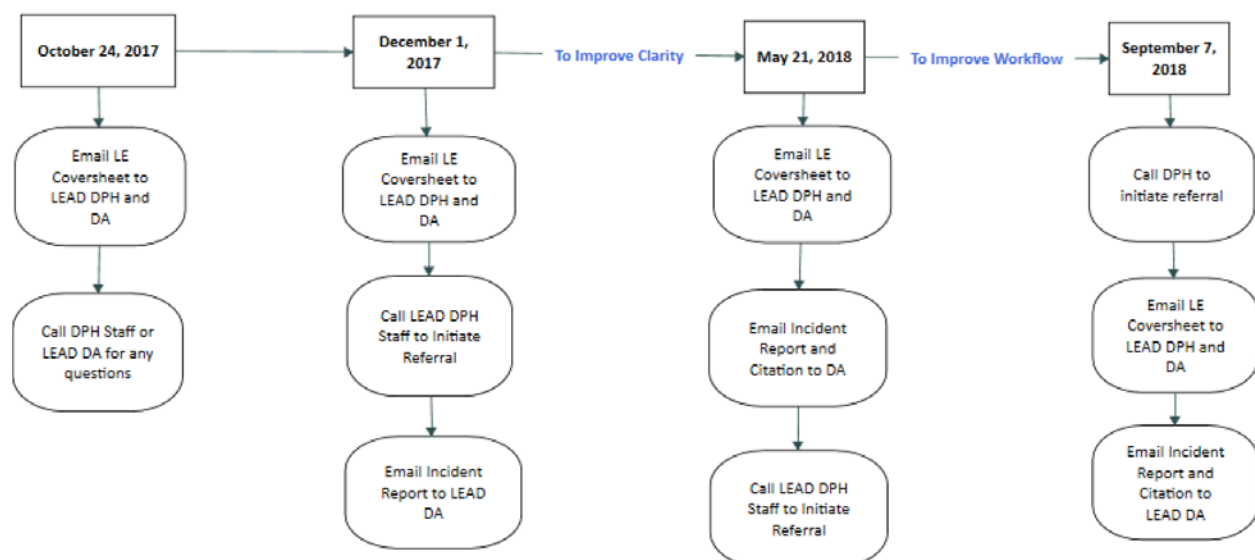 October 24, 2017
December 1,
2017
To Improve Clarity
May 21, 2018
To Improve Workflow
September 7,
2018
Email LE
Coversheet to
LEAD DPH and
DA
Call DPH Staff or
LEAD DA for any
questions
Email LE
Coversheet to
LEAD DPH and
DA
Call LEAD DPH
Staff to Initiate
Referral
Email Incident
Report to LEAD
DA
Email LE
Coversheet to
LEAD DPH and
DA
Email Incident
Report and
Citation to DA
Call LEAD DPH
Staff to Initiate
Referral
Call DPH to
initiate referral
Email LE
Coversheet to
LEAD DPH and
DA
Email Incident
Report and
Citation to
LEAD DA